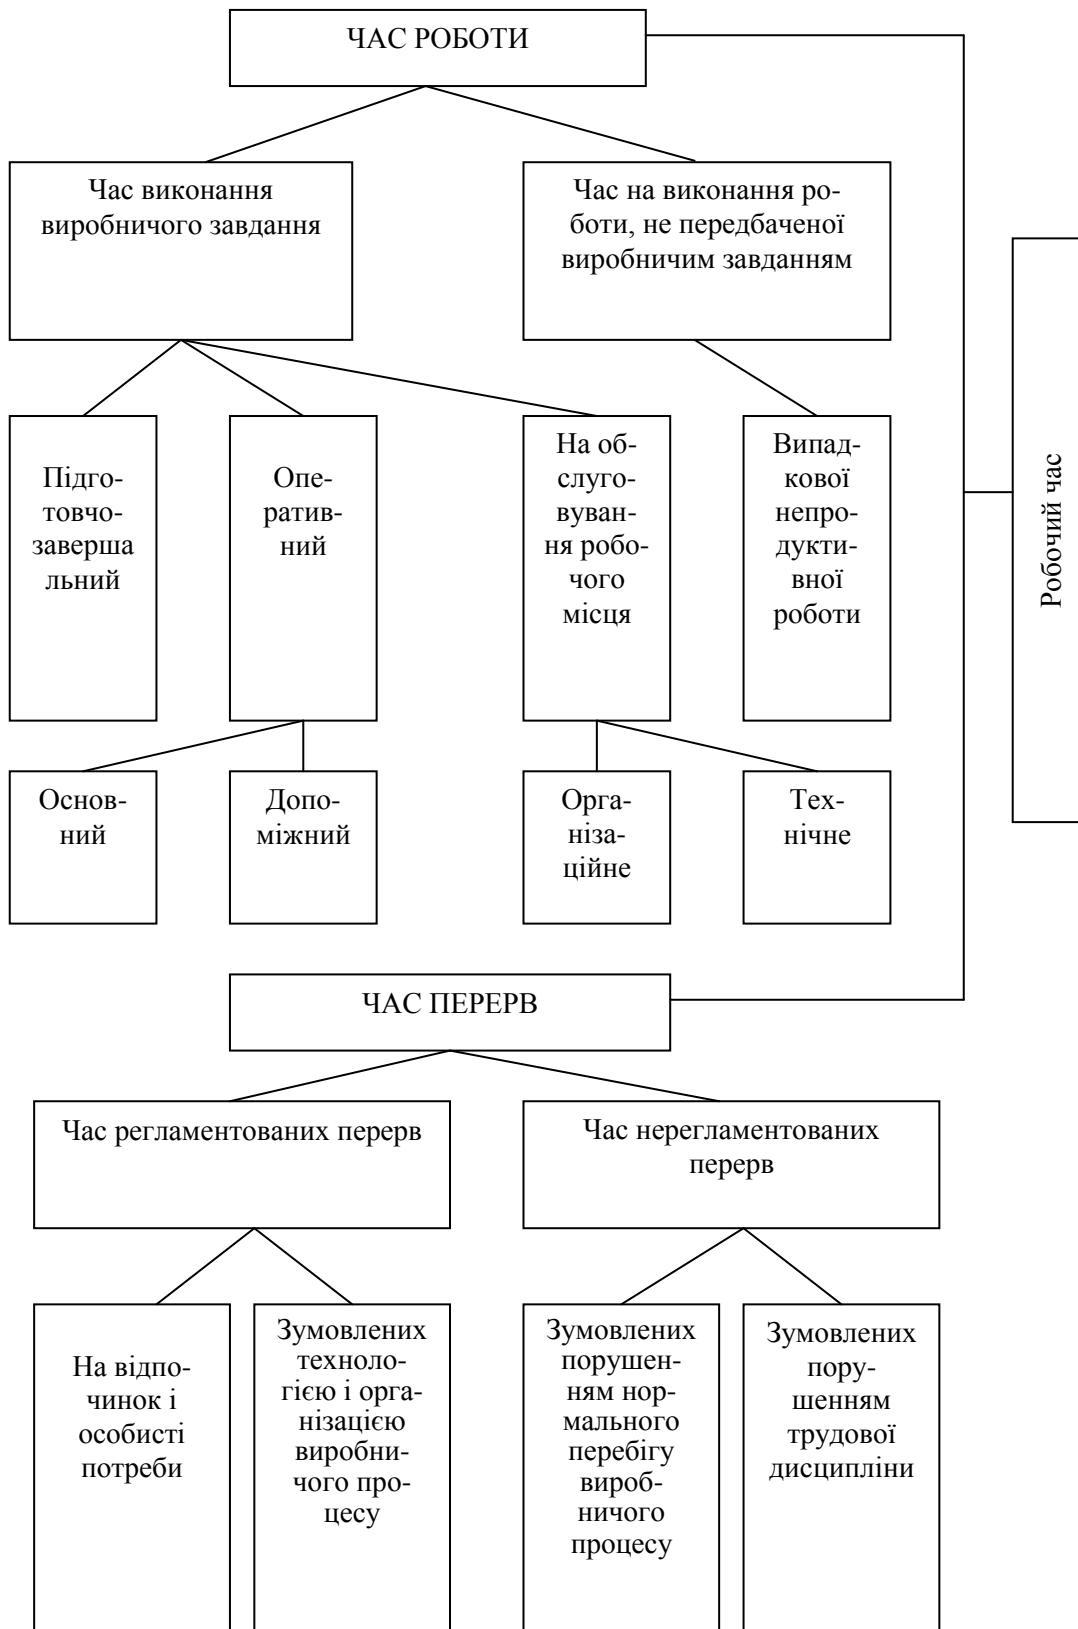 ЧАС РОБОТИ
Час виконання
виробничого завдання
Час на виконання ро-
боти, не передбаченої
виробничим завданням
Підго-
товчо-
заверша
льний
Опе-
ратив-
ний
На об-
слуго-
вуван-
ня робо-
чого
місця
Випад-
кової
непро-
дукти-
вної
роботи
Робочий час
Основ-
ний
Допо-
міжний
Орга-
ніза-
ційне
Тех-
нічне
ЧАС ПЕРЕРВ
Час регламентованих перерв
Час нерегламентованих
перерв
На відпо-
чинок і
особисті
потреби
Зумовлених
техноло-
гією і орга-
нізацією
виробни-
чого про-
цесу
Зумовлених
порушен-
ням нор-
мального
перебігу
вироб-
ничого
процесу
Зумовлених
пору-
шенням
трудової
дисципліни